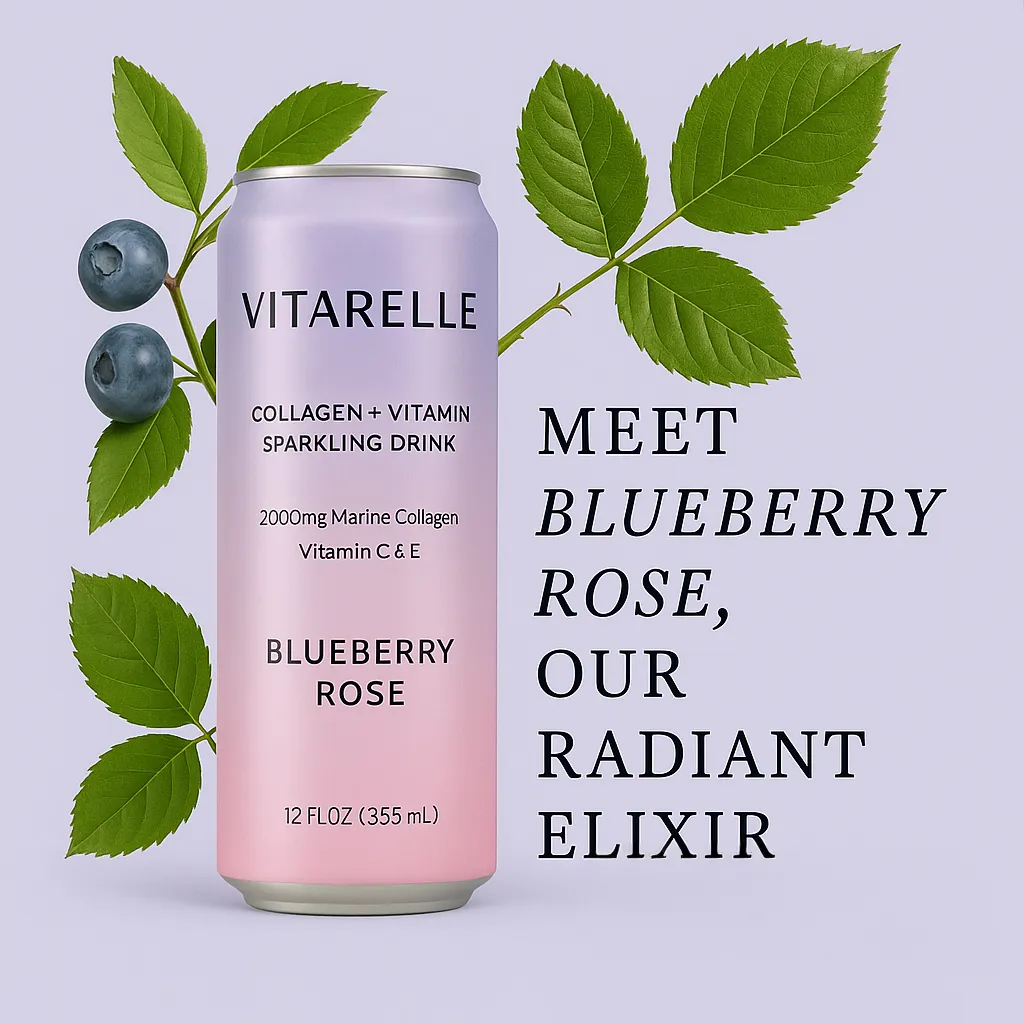 VITARELLE
COLLAGEN + VITAMIN
SPARKLING DRINK
2000mg Marine Collagen
Vitamin C & E
BLUEBERRY
ROSE
12 FLOZ (355 mL)
MEET
BLUEBERRY
ROSE,
OUR
RADIANT
ELIXIR